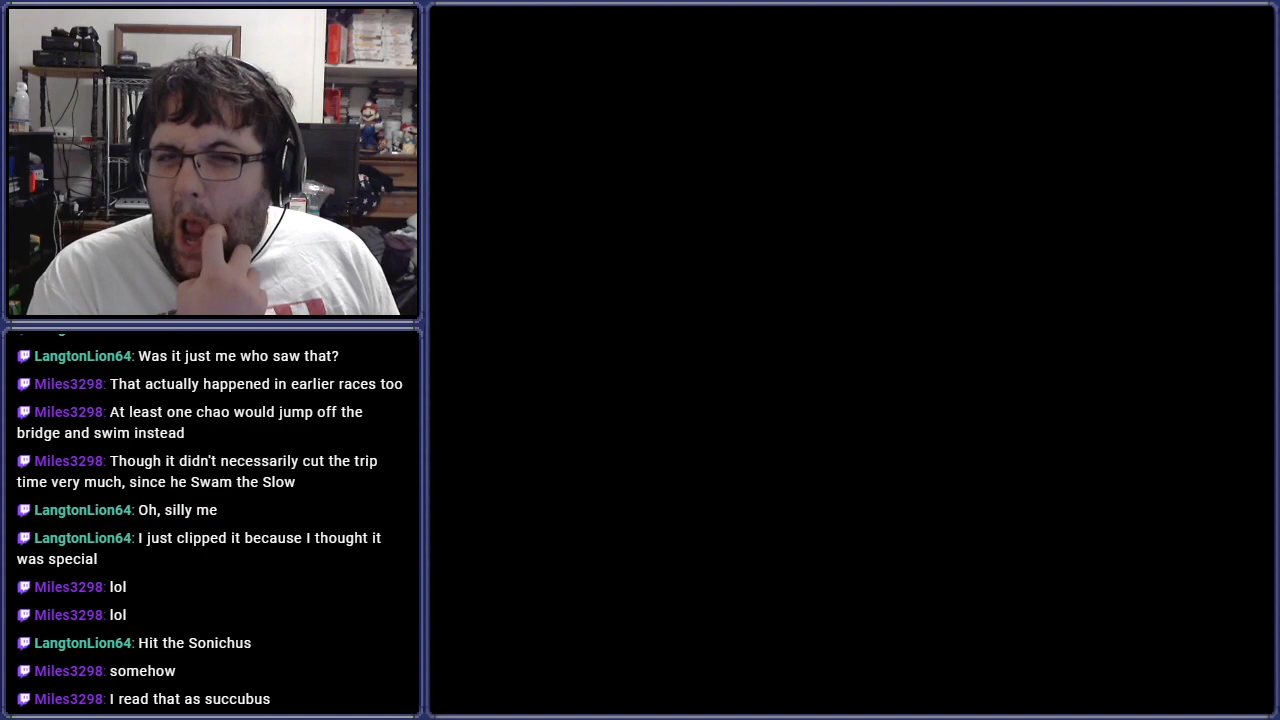 LangtonLion64: Was it just me who saw that?
Miles3298: That actually happened in earlier races too
Miles3298: At least one chao would jump off the
bridge and swim instead
Miles3298: Though it didn't necessarily cut the trip
time very much, since he Swam the Slow
LangtonLion64: Oh, silly me
LangtonLion64: I just clipped it because I thought it
was special
Miles3298: lol
Miles3298: lol
LangtonLion64: Hit the Sonichus
Miles3298: somehow
Miles3298: I read that as succubus